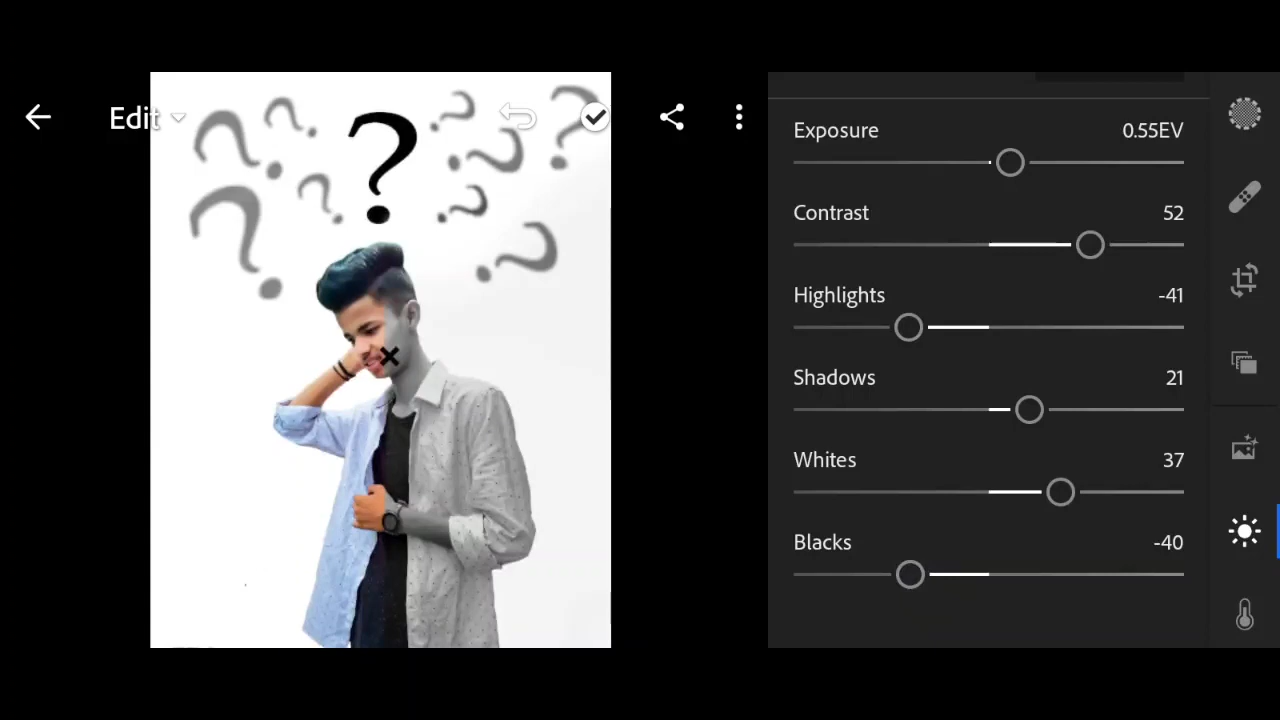 Edit
Exposure 0.55EV
Contrast 52
Highlights -41
Shadows 21
Whites 37
Blacks -40
? ? ? ? ? ? ? ? ? ?